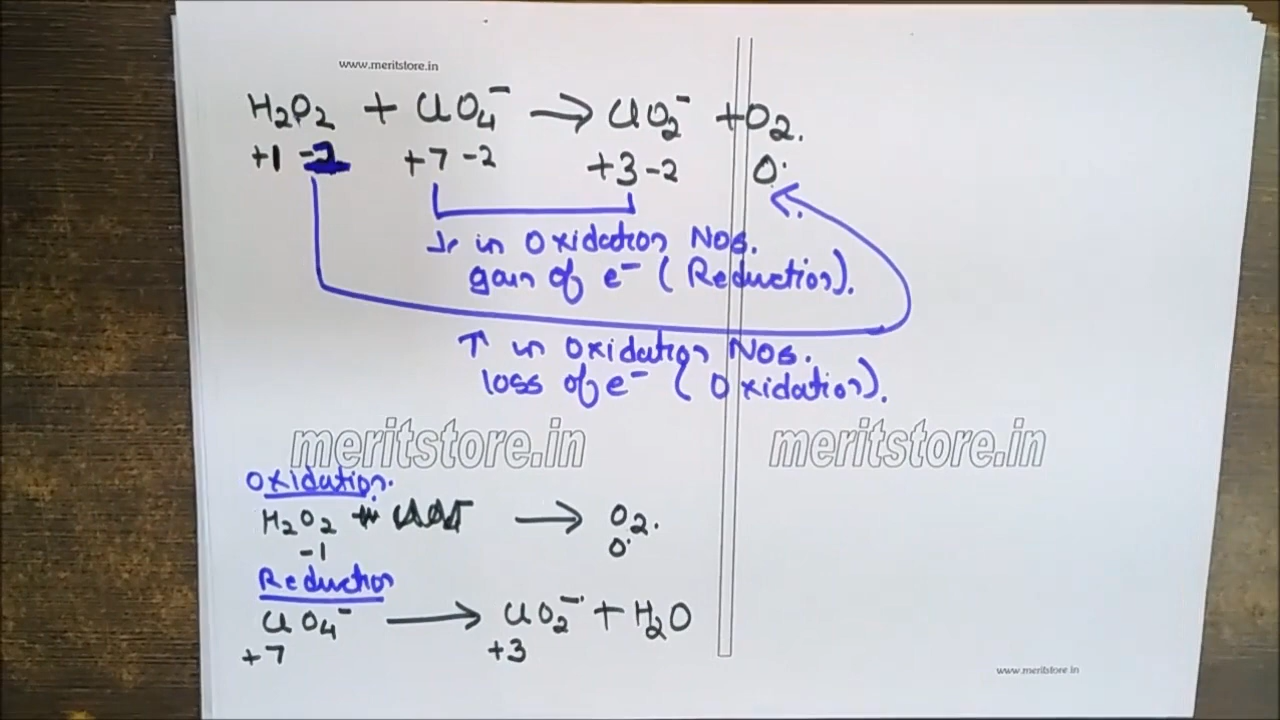 www.meritstore.in
H₂O₂ + ClO₄⁻ → ClO₂⁻ + O₂.
+1 +7 -2 +3 -2 0.
↓ in Oxidation Nos.
gain of e⁻ (Reduction).
↑ in Oxidation Nos.
loss of e⁻ (Oxidation).
meritstore.in meritstore.in
Oxidation.
H₂O₂ → O₂.
-1 0.
Reduction
ClO₄⁻ → ClO₂⁻ + H₂O
+7 +3
www.meritstore.in